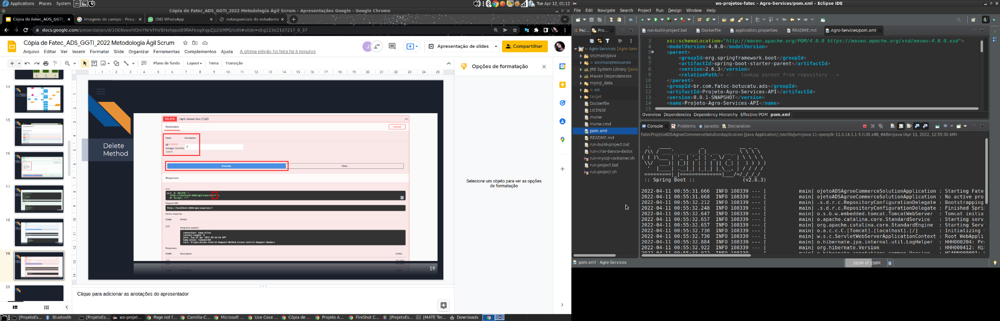 Applications Places System
Tue Apr 12, 01:12
Cópia de Fatec_ADS_GGTI_2022 Metodologia Ágil Scrum - Apresentações Google - Google Chrome
Cópia de Fatec_ADS_GGTI_
imagens do campo - Pesq
(98) WhatsApp
notasparciais do estudante
docs.google.com/presentation/d/1OENvovhlOmYNrVFhVBHahppoB9RAFeogXqpZjLO1MPQ/edit#slide=id.g123e21d7217_0_37
Cópia de Fatec_ADS_GGTI_2022 Metodologia Ágil Scrum
Arquivo Editar Ver Inserir Formatar Slide Organizar Ferramentas Complementos Ajuda
A última edição foi feita há 6 minutos
J
Apresentação de slides
Compartilhar
Plano de fundo Layout Tema Transição
Opções de formatação
Selecione um objeto para ver as opções
de formatação
14
15
16
17
18
19
20
Delete
Method
DELETE /api/usuarios/{id}
Parameters
Cancel
Name Description
id * required
integer($int64)
(path)
7
Execute
Clear
Responses
Curl
curl -X 'DELETE' \
'http://localhost:8080/api/usuarios/7' \
-H 'accept: */*'
Request URL
http://localhost:8080/api/usuarios/7
Server response
Code Details
200
Response headers
connection: keep-alive
content-length: 0
date: Tue,12 Apr 2022 03:44:48 GMT
keep-alive: timeout=60
vary: Origin,Access-Control-Request-Method,Access-Control-Request-Headers
Responses
Code Description Links
19
Clique para adicionar as anotações do apresentador
[ProjetoEs... Bluetooth [ProjetoEs... ws-projet... Page not f... Camilla-C... Microsoft ... Use Case ... Cópia de ... Projeto A... FireShot C... [ProjetoEs... [MATE Ter... Downloads
ws-projetos-fatec - Agro-Services/pom.xml - Eclipse IDE
File Edit Navigate Search Project Run Design Window Help
Pac... Pro...
> Agro-Services [Agro-Serv
src/main/java
> src/main/resources
JRE System Library [java
Maven Dependencies
mysql_data
> src
target
Dockerfile
LICENSE
mvnw
mvnw.cmd
pom.xml
README.md
run-build-project.bat
run-criar-banco-dados
run-mysql-container.sh
run-project.bat
run-project.sh
run-build-project.bat Dockerfile application.properties README.md Agro-Services/pom.xml
3 xsi:schemaLocation="http://maven.apache.org/POM/4.0.0 https://maven.apache.org/xsd/maven-4.0.0.xsd">
4 <modelVersion>4.0.0</modelVersion>
5 <parent>
6 <groupId>org.springframework.boot</groupId>
7 <artifactId>spring-boot-starter-parent</artifactId>
8 <version>2.6.3</version>
9 <relativePath/> <!-- lookup parent from repository -->
10 </parent>
11 <groupId>br.com.fatec-botucatu.ads</groupId>
12 <artifactId>Projeto-Agro-Services-API</artifactId>
13 <version>0.0.1-SNAPSHOT</version>
14 <name>Projeto-Agro-Services-API</name>
15
Overview Dependencies Dependency Hierarchy Effective POM pom.xml
Console Problems Javadoc Declaration
FatecProjetoADSAgroeCommerceSolutionApplication [Java Application] /usr/lib/jvm/java-11-openjdk-11.0.14.1.1-5.fc35.x86_64/bin/java (Apr 11, 2022, 12:55:30 AM)
:: Spring Boot :: (v2.6.3)
2022-04-11 00:55:31.666 INFO 108339 --- [ main] ojetoADSAgroeCommerceSolutionApplication : Starting Fate
2022-04-11 00:55:31.668 INFO 108339 --- [ main] ojetoADSAgroeCommerceSolutionApplication : No active pro
2022-04-11 00:55:32.212 INFO 108339 --- [ main] .s.d.r.c.RepositoryConfigurationDelegate : Bootstrapping
2022-04-11 00:55:32.248 INFO 108339 --- [ main] .s.d.r.c.RepositoryConfigurationDelegate : Finished Spri
2022-04-11 00:55:32.647 INFO 108339 --- [ main] o.s.b.w.embedded.tomcat.TomcatWebServer : Tomcat initia
2022-04-11 00:55:32.657 INFO 108339 --- [ main] o.apache.catalina.core.StandardService : Starting serv
2022-04-11 00:55:32.657 INFO 108339 --- [ main] org.apache.catalina.core.StandardEngine : Starting Serv
2022-04-11 00:55:32.730 INFO 108339 --- [ main] o.a.c.c.C.[Tomcat].[localhost].[/] : Initializing
2022-04-11 00:55:32.730 INFO 108339 --- [ main] w.s.c.ServletWebServerApplicationContext : Root WebAppli
2022-04-11 00:55:32.884 INFO 108339 --- [ main] o.hibernate.jpa.internal.util.LogHelper : HHH000204: Pr
2022-04-11 00:55:32.922 INFO 108339 --- [ main] org.hibernate.Version : HHH000412: Hi
pom.xml - Agro-Services
161M of 258M